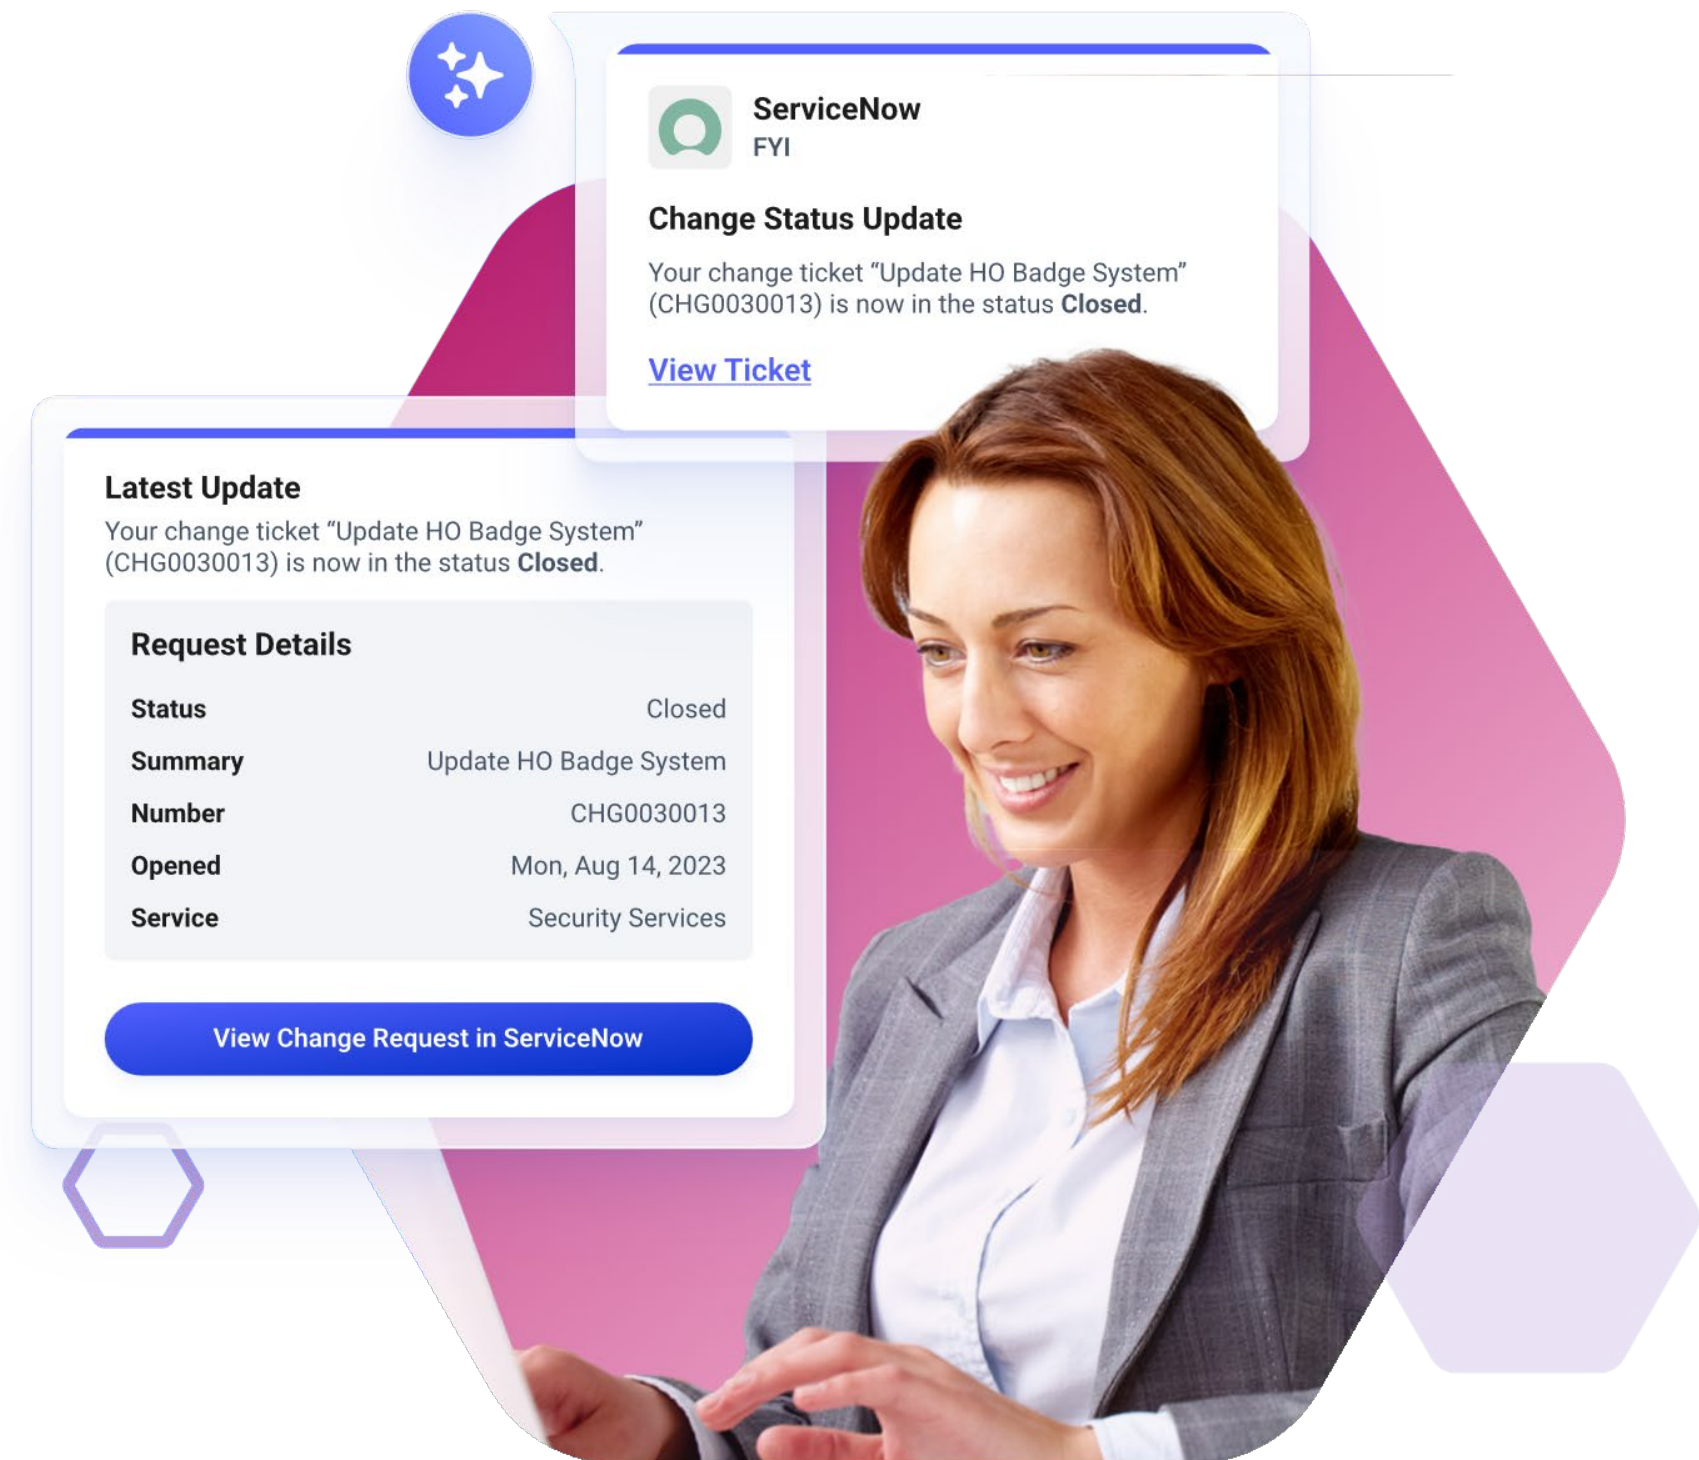 ServiceNow
FYI
Change Status Update
Your change ticket “Update HO Badge System”
(CHG0030013) is now in the status Closed.
View Ticket
Latest Update
Your change ticket “Update HO Badge System”
(CHG0030013) is now in the status Closed.
Request Details
Status Closed
Summary Update HO Badge System
Number CHG0030013
Opened Mon, Aug 14, 2023
Service Security Services
View Change Request in ServiceNow